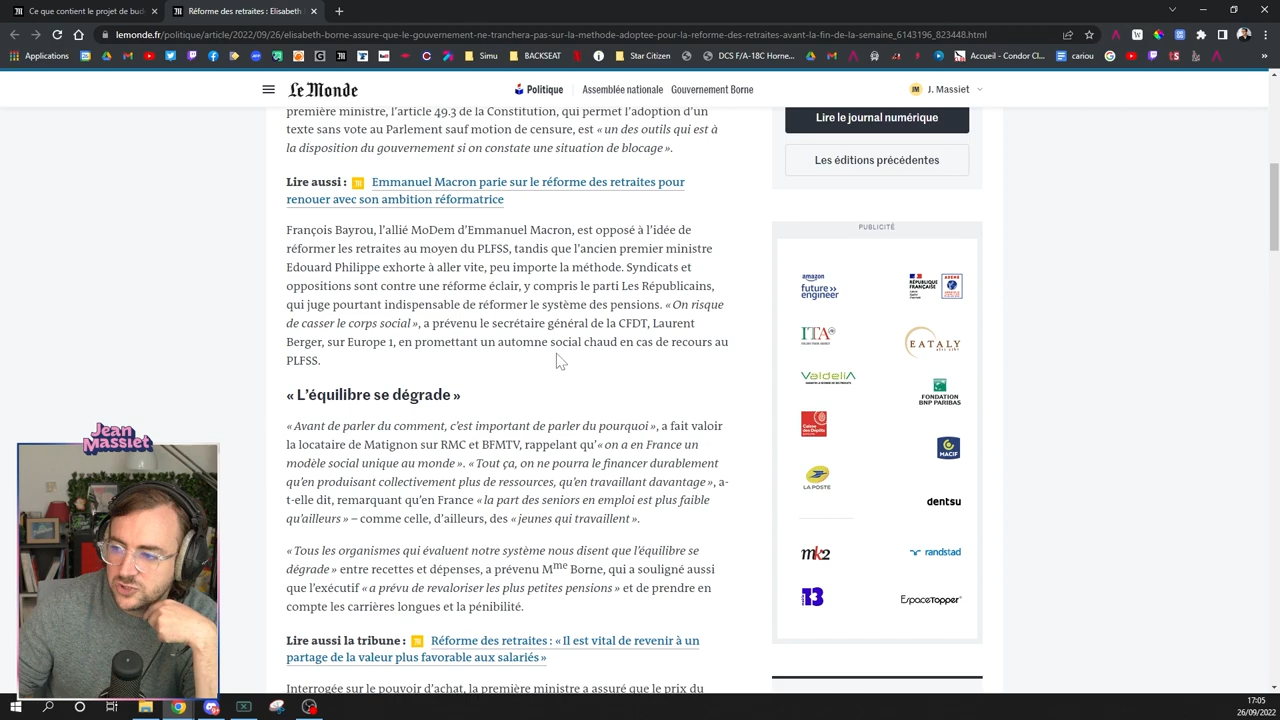 Ce que contient le projet de bud
Réforme des retraites : Elisabeth
lemonde.fr/politique/article/2022/09/26/elisabeth-borne-assure-que-le-gouvernement-ne-tranchera-pas-sur-la-methode-adoptee-pour-la-reforme-des-retraites-avant-la-fin-de-la-semaine_6143196_823448.html
Applications
Simu
BACKSEAT
Star Citizen
DCS F/A-18C Horne...
Accueil - Condor Cl...
cariou
Le Monde
Politique
Assemblée nationale
Gouvernement Borne
JM
J. Massiet
première ministre, l'article 49.3 de la Constitution, qui permet l'adoption d'un
texte sans vote au Parlement sauf motion de censure, est « un des outils qui est à
la disposition du gouvernement si on constate une situation de blocage ».
Lire aussi : Emmanuel Macron parie sur le réforme des retraites pour
renouer avec son ambition réformatrice
François Bayrou, l'allié MoDem d'Emmanuel Macron, est opposé à l'idée de
réformer les retraites au moyen du PLFSS, tandis que l'ancien premier ministre
Edouard Philippe exhorte à aller vite, peu importe la méthode. Syndicats et
oppositions sont contre une réforme éclair, y compris le parti Les Républicains,
qui juge pourtant indispensable de réformer le système des pensions. « On risque
de casser le corps social », a prévenu le secrétaire général de la CFDT, Laurent
Berger, sur Europe 1, en promettant un automne social chaud en cas de recours au
PLFSS.
« L'équilibre se dégrade »
« Avant de parler du comment, c'est important de parler du pourquoi », a fait valoir
la locataire de Matignon sur RMC et BFMTV, rappelant qu'« on a en France un
modèle social unique au monde ». « Tout ça, on ne pourra le financer durablement
qu'en produisant collectivement plus de ressources, qu'en travaillant davantage », a-
t-elle dit, remarquant qu'en France « la part des seniors en emploi est plus faible
qu'ailleurs » – comme celle, d'ailleurs, des « jeunes qui travaillent ».
« Tous les organismes qui évaluent notre système nous disent que l'équilibre se
dégrade » entre recettes et dépenses, a prévenu Mme Borne, qui a souligné aussi
que l'exécutif « a prévu de revaloriser les plus petites pensions » et de prendre en
compte les carrières longues et la pénibilité.
Lire aussi la tribune : Réforme des retraites : « Il est vital de revenir à un
partage de la valeur plus favorable aux salariés »
Interrogée sur le pouvoir d'achat, la première ministre a assuré que le prix du
Lire le journal numérique
Les éditions précédentes
PUBLICITÉ
amazon
future
engineer
RÉPUBLIQUE
FRANÇAISE
ADEME
ITA
EATALY
ValdeliA
FONDATION
BNP PARIBAS
Caisse
des Dépôts
MACIF
LA POSTE
dentsu
mk2
randstad
13
ESPACETOPPER
Jean
Massiet
17:05
26/09/2022